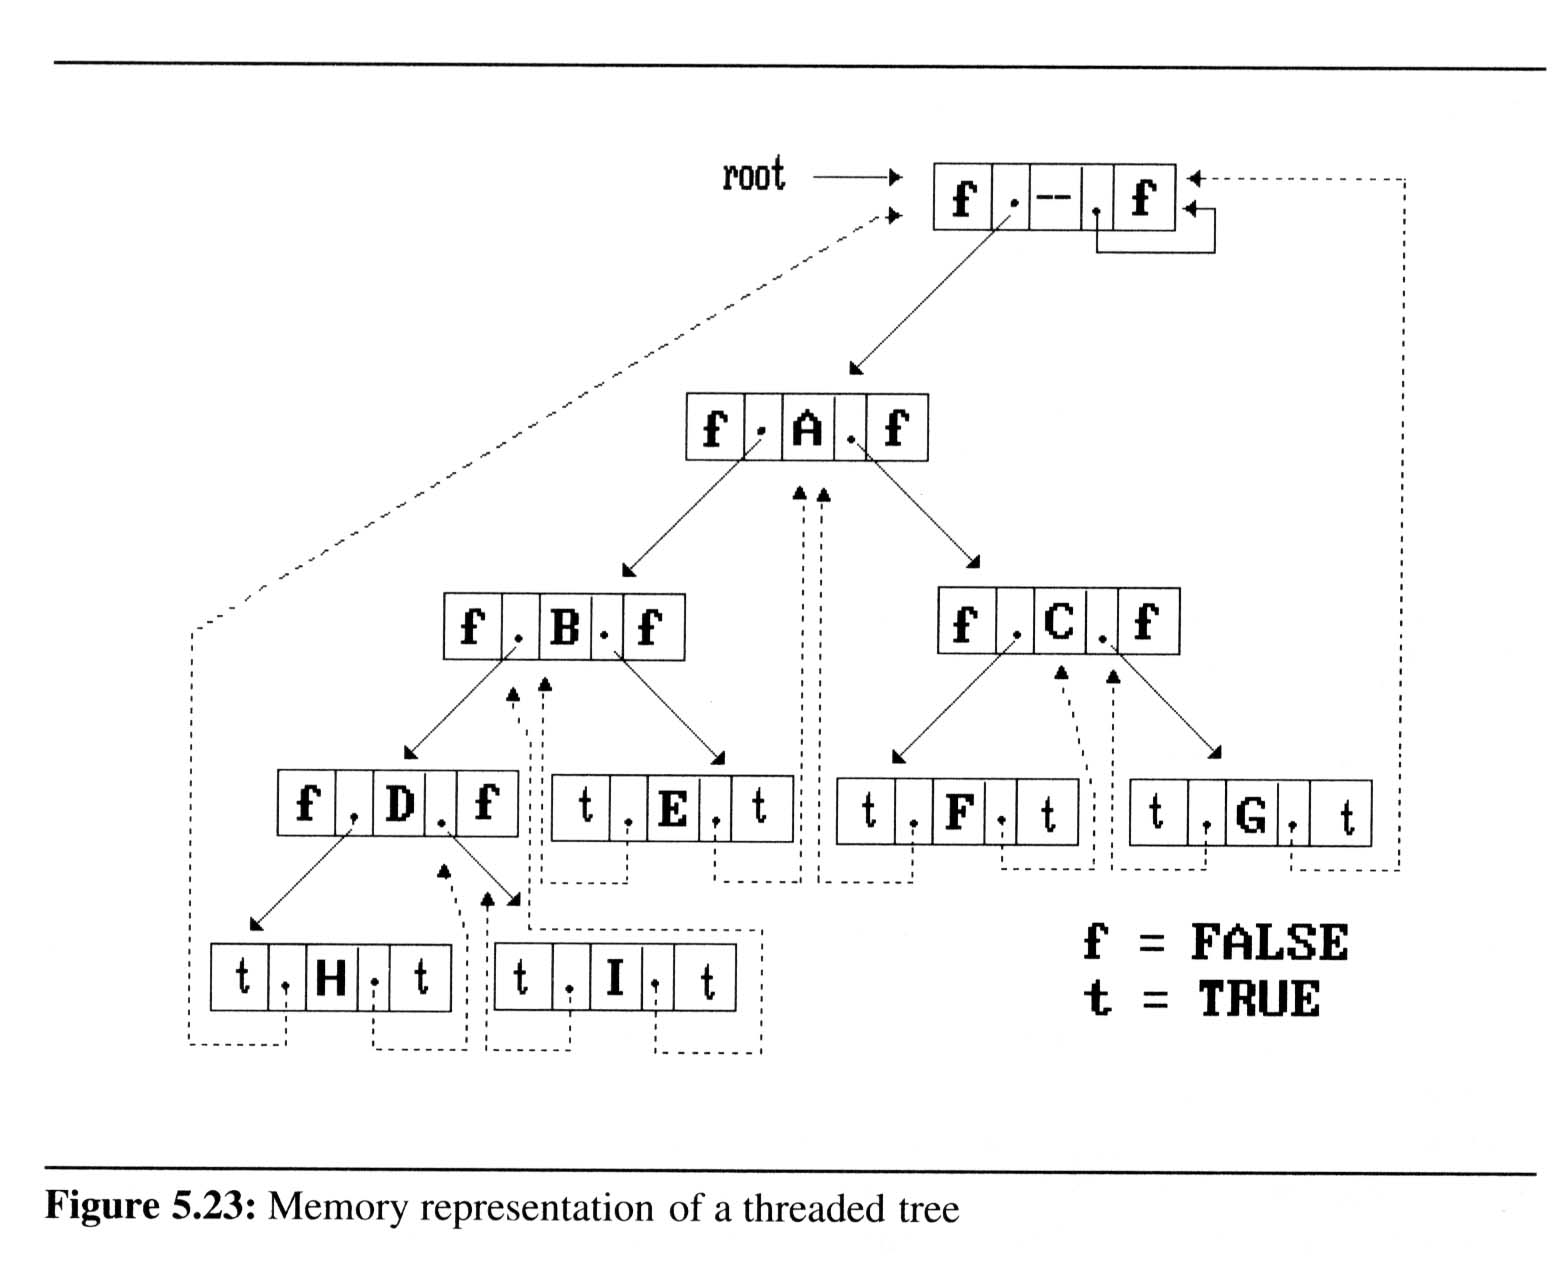 root
f . -- . f
f . A . f
f . B . f
f . C . f
f . D . f
t . E . t
t . F . t
t . G . t
t . H . t
t . I . t
f = FALSE
t = TRUE
Figure 5.23: Memory representation of a threaded tree